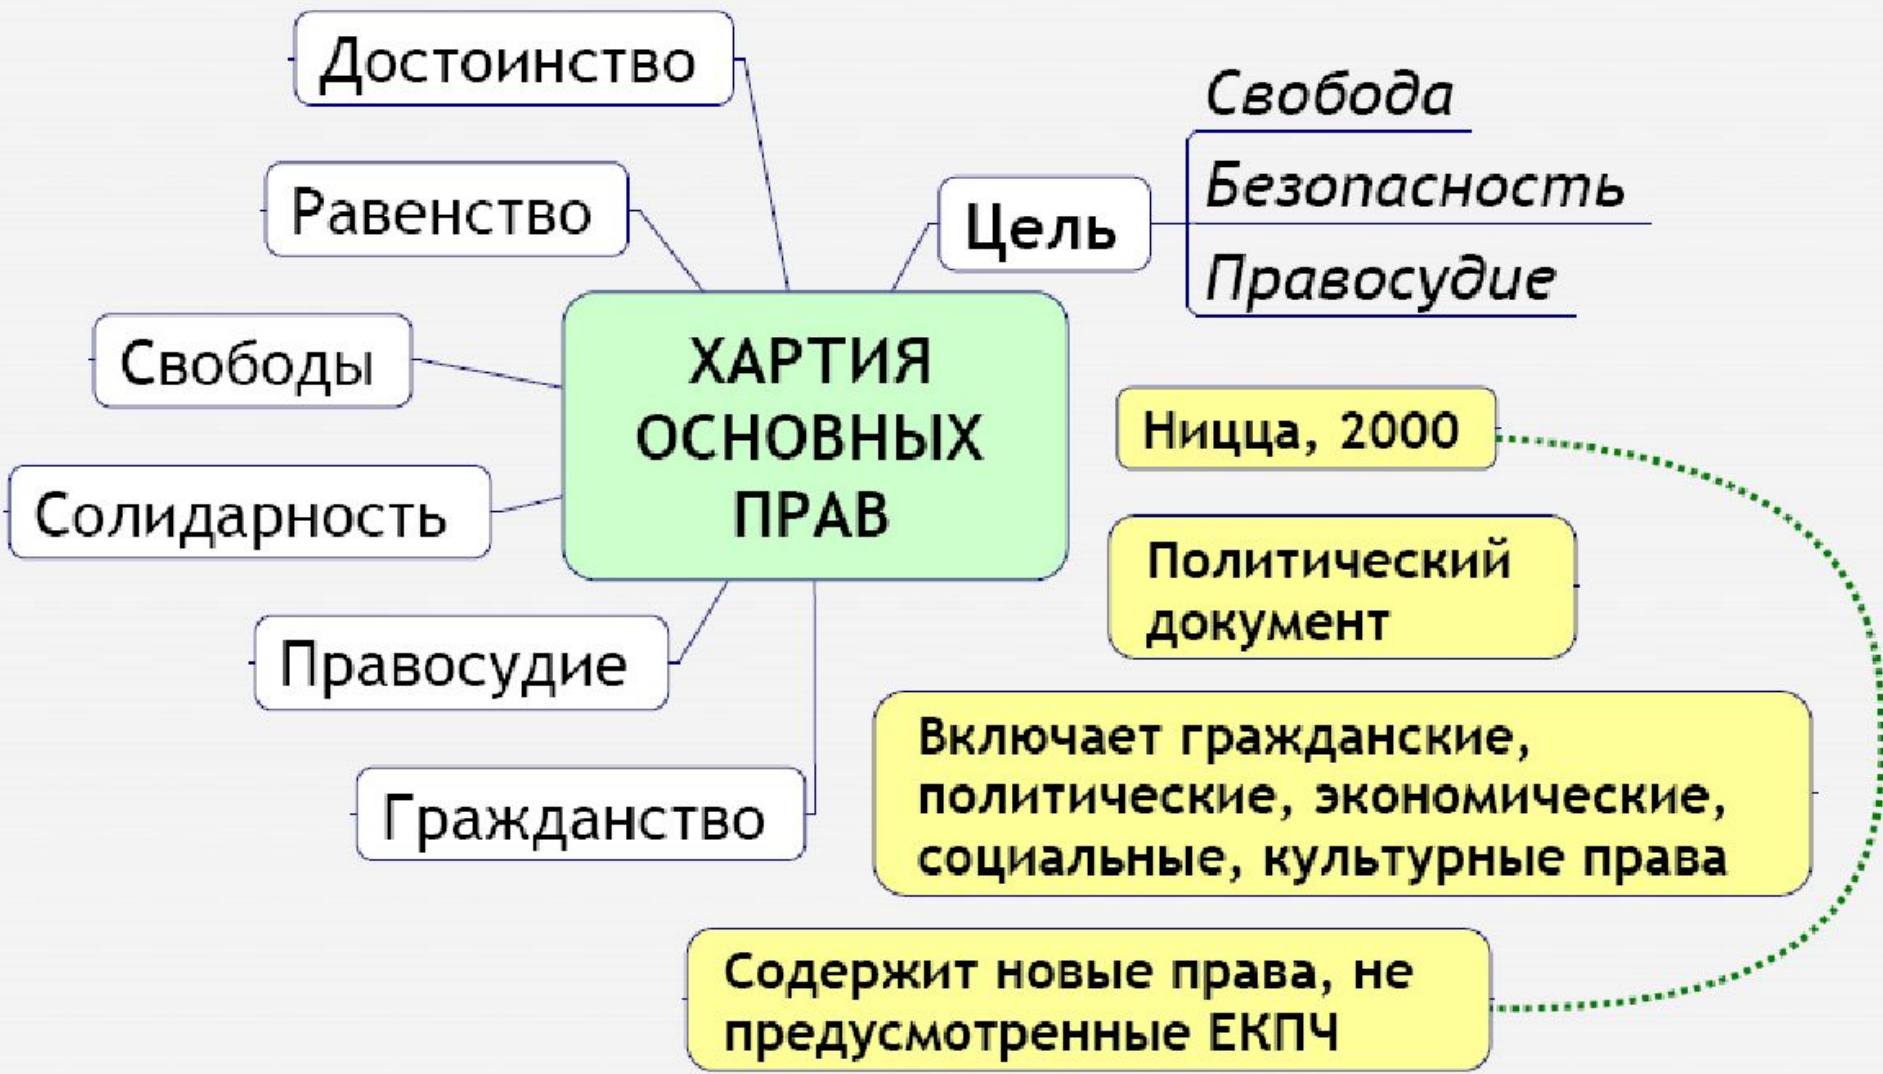 Достоинство
Равенство
Свободы
Солидарность
Правосудие
Гражданство
ХАРТИЯ
ОСНОВНЫХ
ПРАВ
Цель
Свобода
Безопасность
Правосудие
Ницца, 2000
Политический
документ
Включает гражданские,
политические, экономические,
социальные, культурные права
Содержит новые права, не
предусмотренные ЕКПЧ